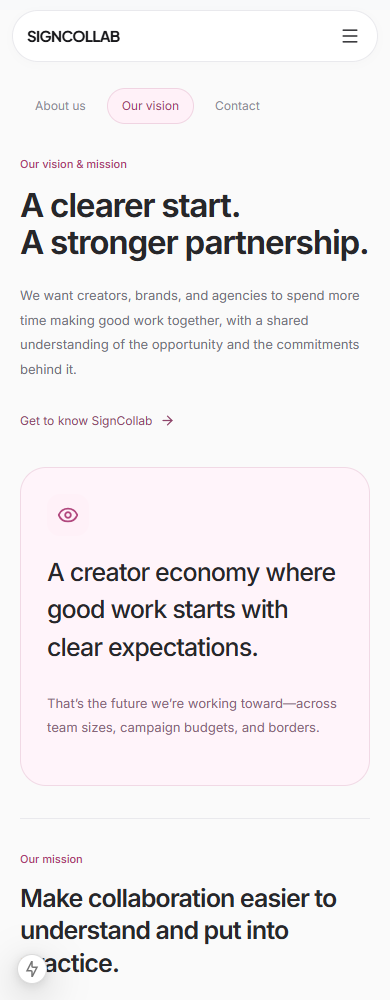 SIGNCOLLAB
About us Our vision Contact
Our vision & mission
A clearer start.
A stronger partnership.
We want creators, brands, and agencies to spend more
time making good work together, with a shared
understanding of the opportunity and the commitments
behind it.
Get to know SignCollab
A creator economy where
good work starts with
clear expectations.
That’s the future we’re working toward—across
team sizes, campaign budgets, and borders.
Our mission
Make collaboration easier to
understand and put into